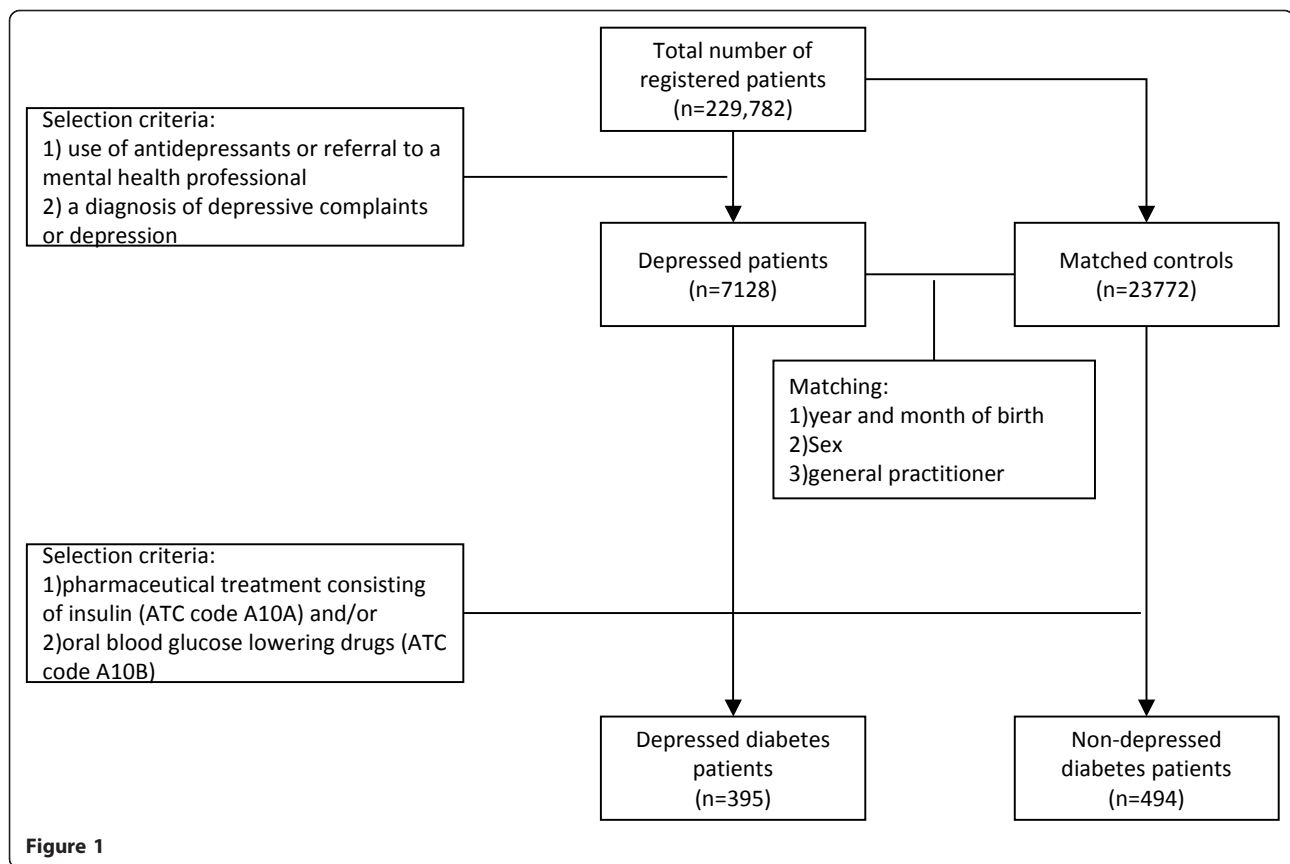 Total number of
registered patients
(n=229,782)
Selection criteria:
1) use of antidepressants or referral to a
mental health professional
2) a diagnosis of depressive complaints
or depression
Depressed patients
(n=7128)
Matched controls
(n=23772)
Matching:
1)year and month of birth
2)Sex
3)general practitioner
Selection criteria:
1)pharmaceutical treatment consisting
of insulin (ATC code A10A) and/or
2)oral blood glucose lowering drugs (ATC
code A10B)
Depressed diabetes
patients
(n=395)
Non-depressed
diabetes patients
(n=494)
Figure 1